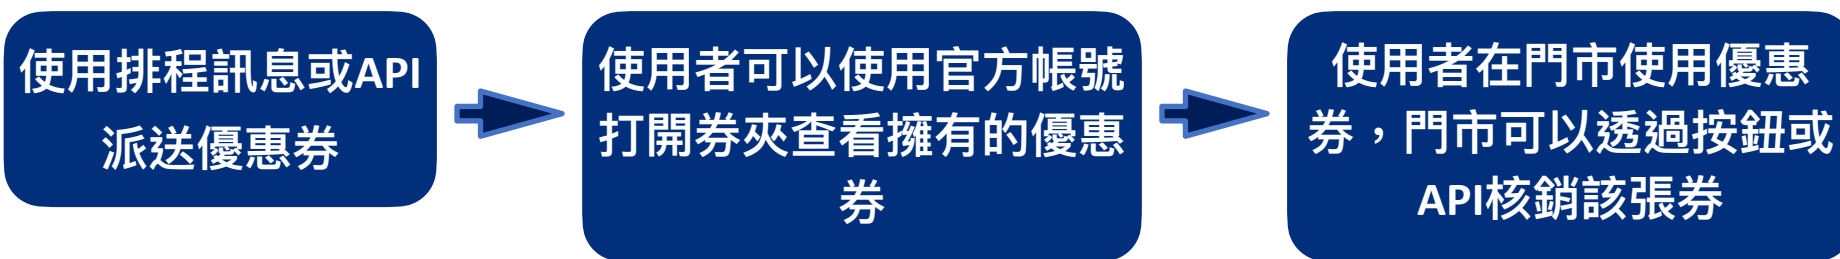 使用排程訊息或API
派送優惠券
使用者可以使用官方帳號
打開券夾查看擁有的優惠
券
使用者在門市使用優惠
券，門市可以透過按鈕或
API核銷該張券